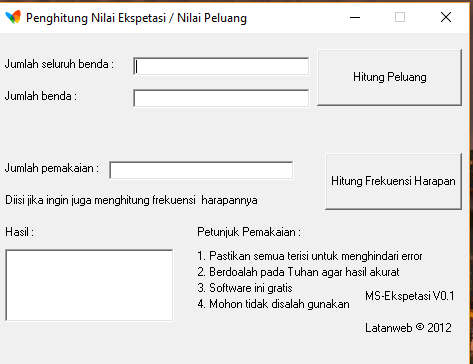 Penghitung Nilai Ekspetasi / Nilai Peluang
Jumlah seluruh benda :
Hitung Peluang
Jumlah benda :
Jumlah pemakaian :
Hitung Frekuensi Harapan
Diisi jika ingin juga menghitung frekuensi harapannya
Hasil :
Petunjuk Pemakaian :
1. Pastikan semua terisi untuk menghindari error
2. Berdoalah pada Tuhan agar hasil akurat
3. Software ini gratis
4. Mohon tidak disalah gunakan
MS-Ekspetasi V0.1
Latanweb © 2012